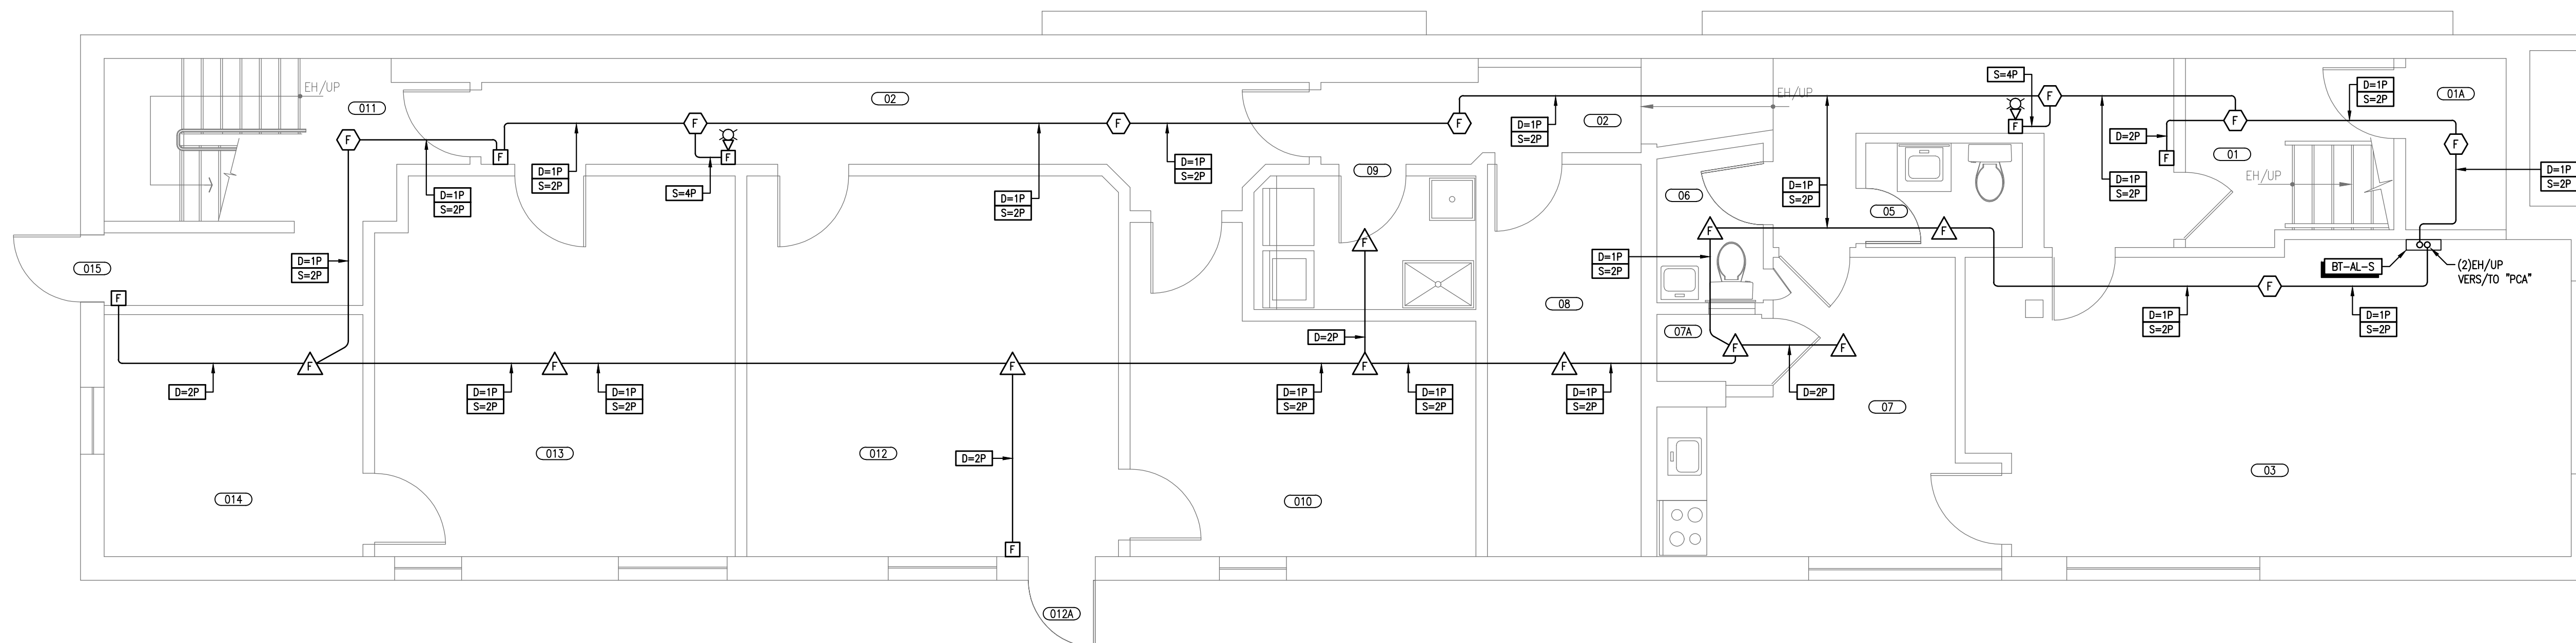 EH/UP
011
02
F
D=1P
S=2P
F
D=1P
S=2P
F
F
F
S=4P
D=1P
S=2P
F
D=1P
S=2P
F
D=1P
S=2P
02
EH/UP
S=4P
F
F
D=1P
S=2P
D=1P
S=2P
D=2P
F
F
01
EH/UP
D=1P
S=2P
01A
F
D=1P
S=2P
09
06
05
015
F
D=1P
S=2P
F
D=2P
D=1P
S=2P
08
F
F
07A
F
F
D=2P
BT-AL-S
(2)EH/UP
VERS/TO "PCA"
F
D=1P
S=2P
D=1P
S=2P
D=2P
F
D=1P
S=2P
F
D=1P
S=2P
F
D=1P
S=2P
F
D=1P
S=2P
F
D=1P
S=2P
07
014
013
012
D=2P
F
010
03
012A